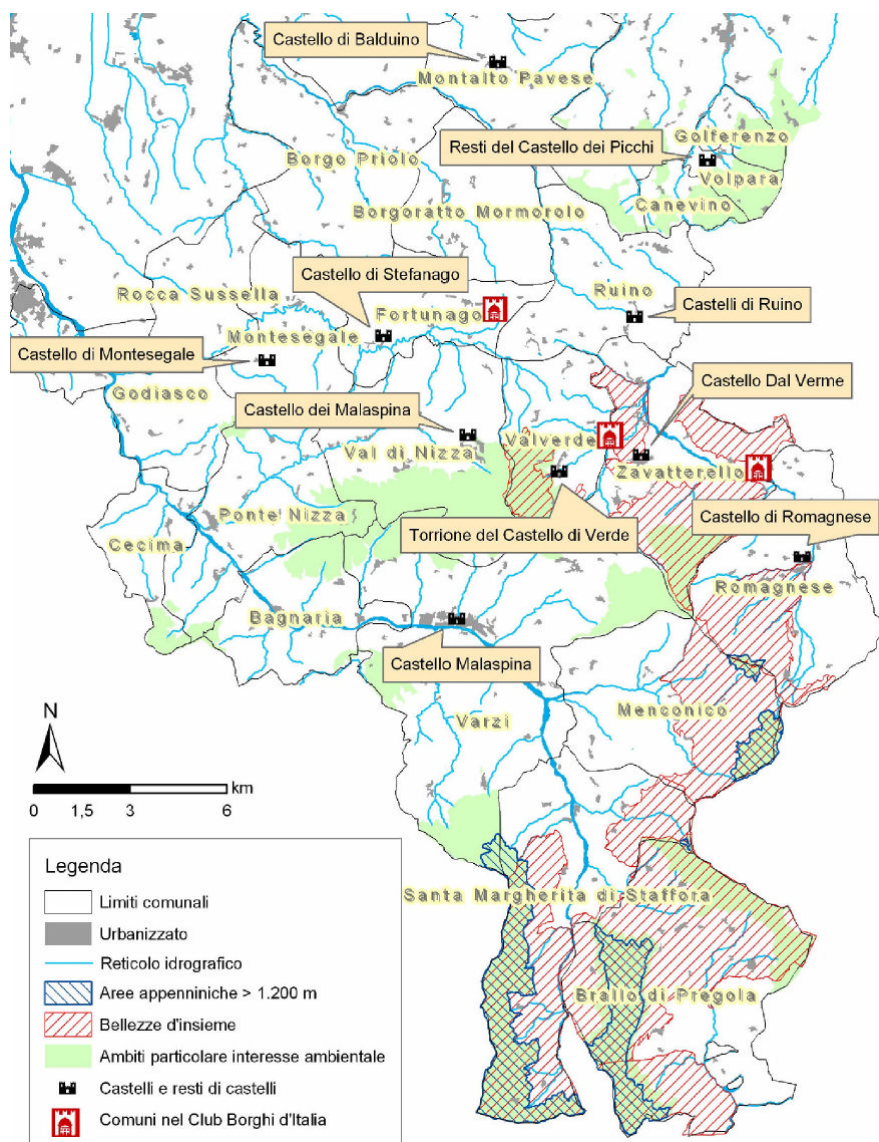 Castello di Balduino
Montalto Pavese
Golferenzo
Resti del Castello dei Picchi
Volpara
Borgo Priolo
Canevino
Borgoratto Mormorolo
Castello di Stefanago
Rocca Sussella
Ruino
Fortunago
Castelli di Ruino
Montesegale
Castello di Montesegale
Castello Dal Verme
Godiasco
Castello dei Malaspina
Valverde
Val di Nizza
Zavatterello
Ponte Nizza
Castello di Romagnese
Torrione del Castello di Verde
Cecima
Romagnese
Bagnaria
Castello Malaspina
Menconico
Varzi
N
km
0 1,5 3 6
Legenda
Limiti comunali
Santa Margherita di Staffora
Urbanizzato
Reticolo idrografico
Aree appenniniche > 1.200 m
Brallo di Pregola
Bellezze d'insieme
Ambiti particolare interesse ambientale
Castelli e resti di castelli
Comuni nel Club Borghi d'Italia